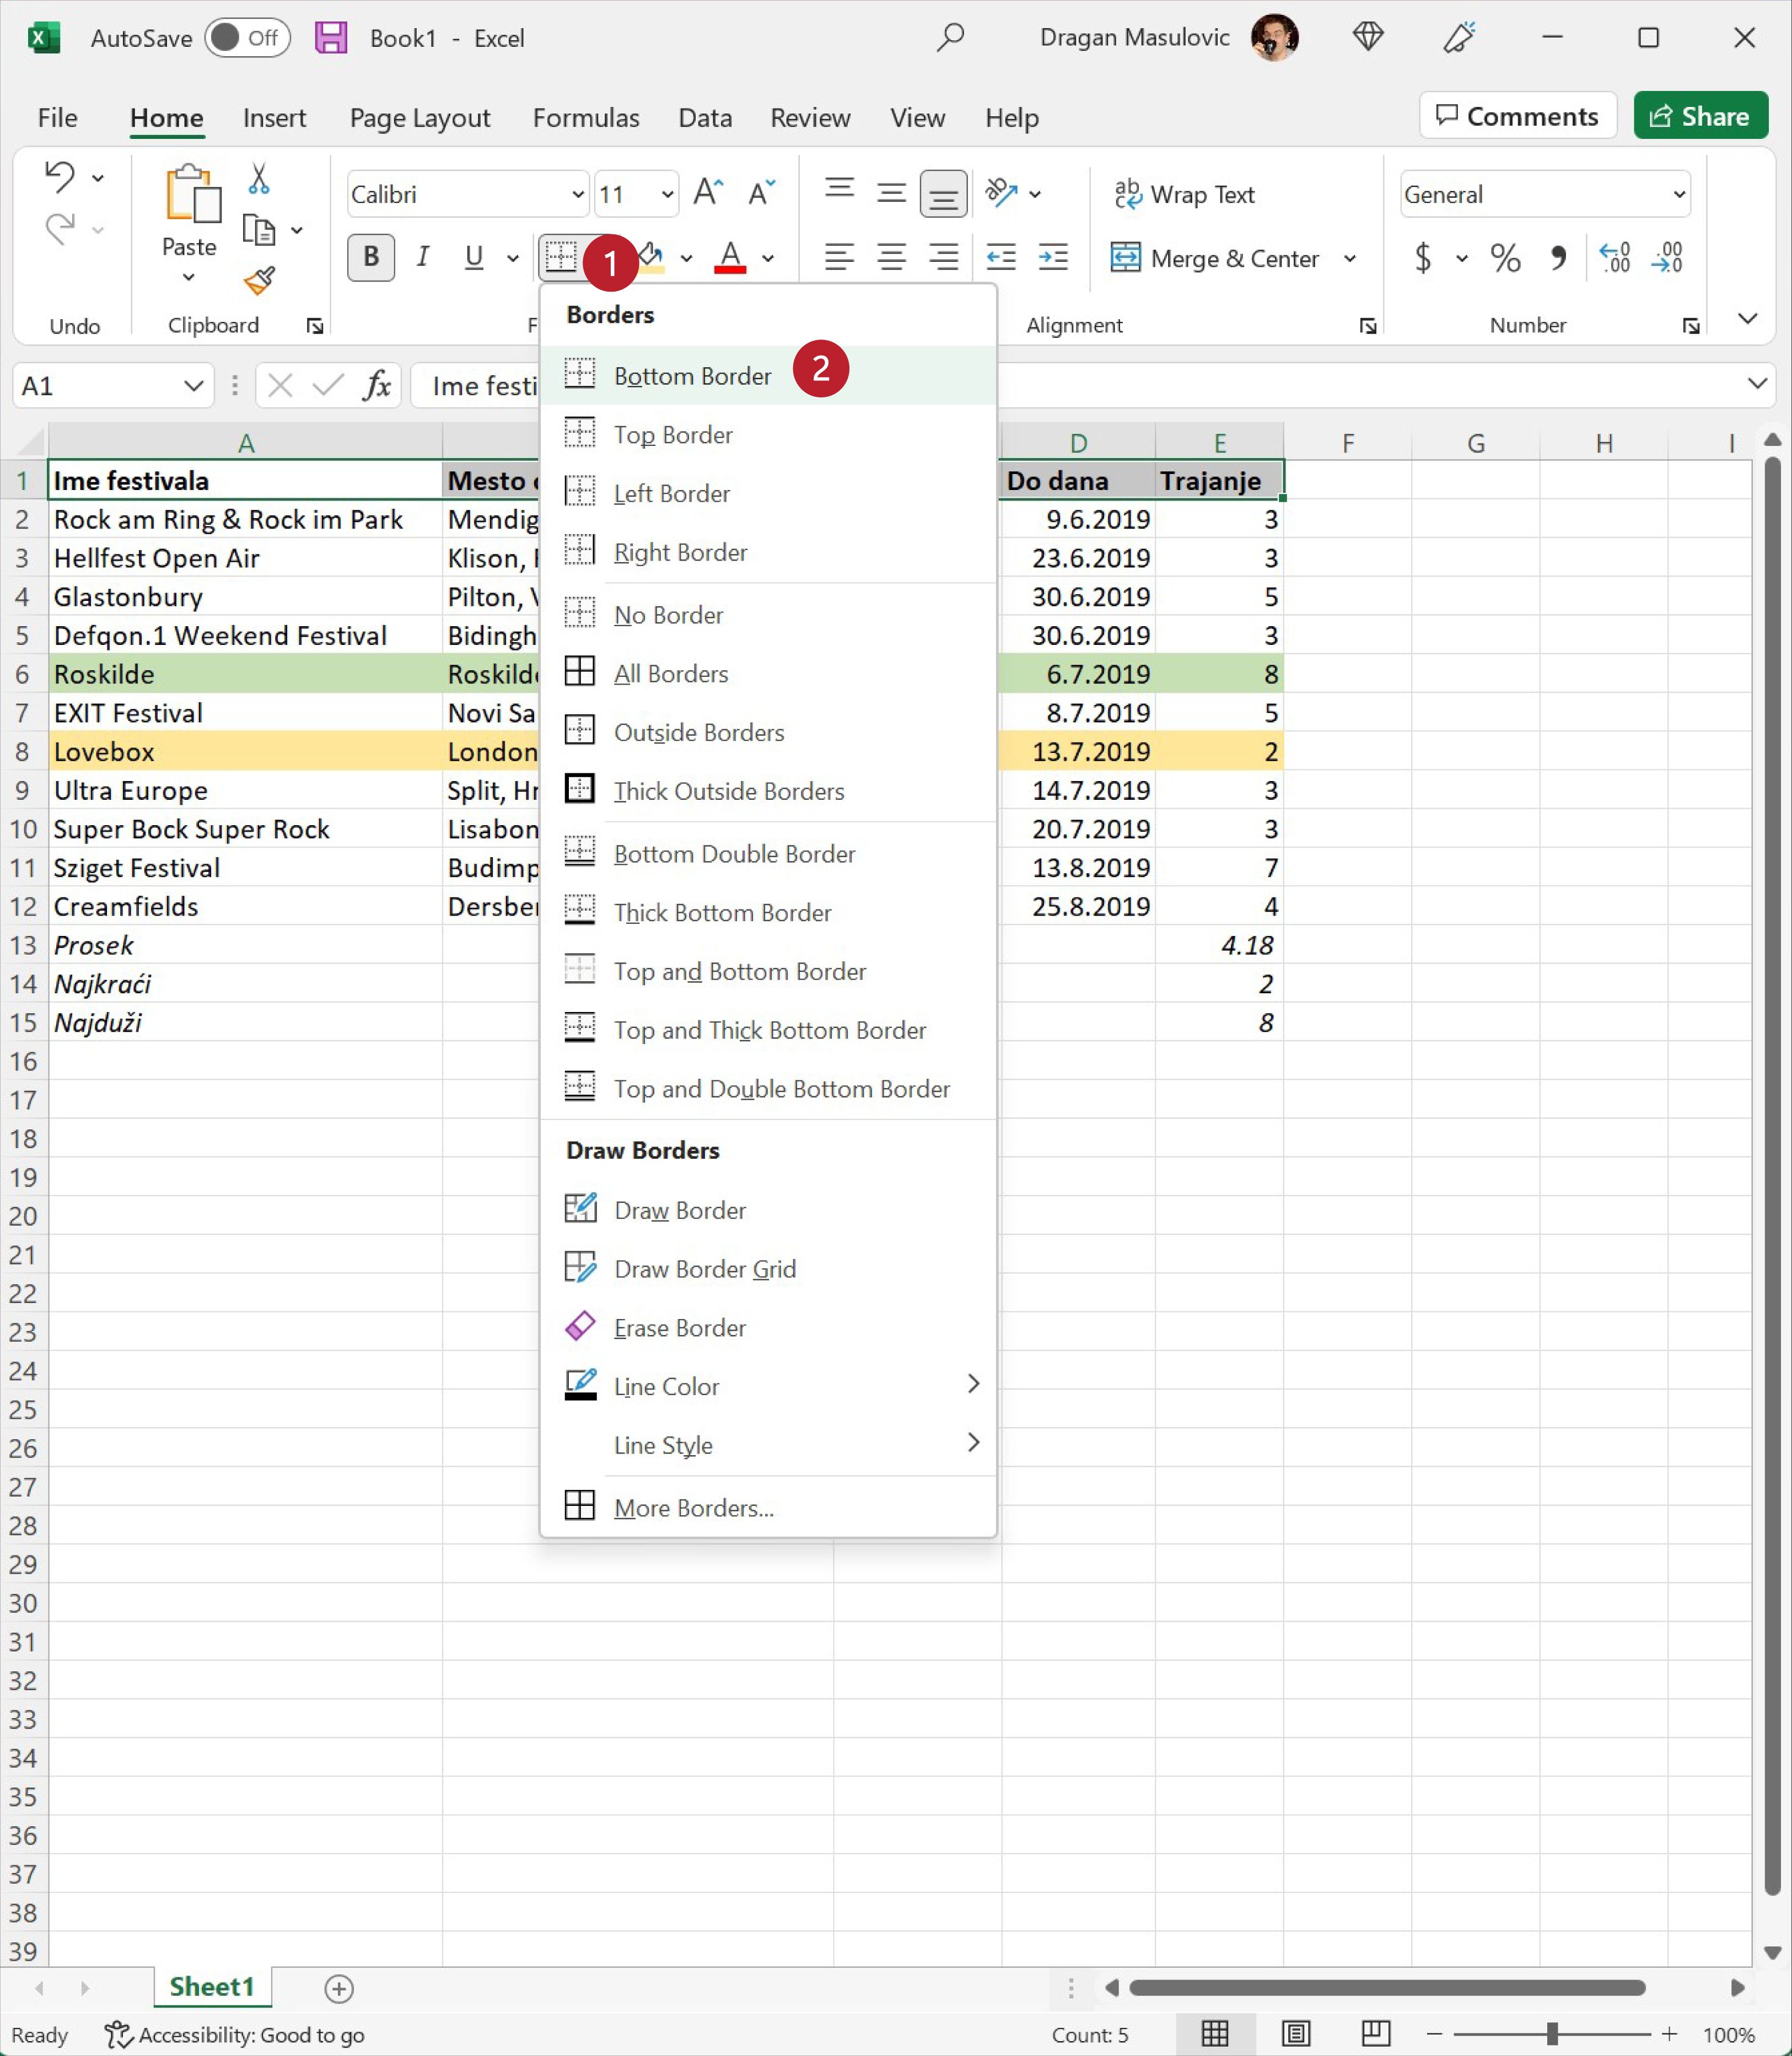 AutoSave Off Book1 - Excel Dragan Masulovic
File Home Insert Page Layout Formulas Data Review View Help Comments Share
Calibri 11 ab c Wrap Text General
Paste B I U 1 A Merge & Center $ % 9 .00 .00 0
Undo Clipboard Alignment Number
A1 fx Ime festi
Borders
Bottom Border 2
Top Border
Left Border
Right Border
No Border
All Borders
Outside Borders
Thick Outside Borders
Bottom Double Border
Thick Bottom Border
Top and Bottom Border
Top and Thick Bottom Border
Top and Double Bottom Border
Draw Borders
Draw Border
Draw Border Grid
Erase Border
Line Color
Line Style
More Borders...
A D E F G H I
1 Ime festivala Mesto Do dana Trajanje
2 Rock am Ring & Rock im Park Mendig 9.6.2019 3
3 Hellfest Open Air Klison, 23.6.2019 3
4 Glastonbury Pilton, 30.6.2019 5
5 Defqon.1 Weekend Festival Bidingh 30.6.2019 3
6 Roskilde Roskild 6.7.2019 8
7 EXIT Festival Novi Sa 8.7.2019 5
8 Lovebox London 13.7.2019 2
9 Ultra Europe Split, Hr 14.7.2019 3
10 Super Bock Super Rock Lisabon 20.7.2019 3
11 Sziget Festival Budimp 13.8.2019 7
12 Creamfields Dersber 25.8.2019 4
13 Prosek 4.18
14 Najkraći 2
15 Najduži 8
16
17
18
19
20
21
22
23
24
25
26
27
28
29
30
31
32
33
34
35
36
37
38
39
Sheet1
Ready Accessibility: Good to go Count: 5 100%